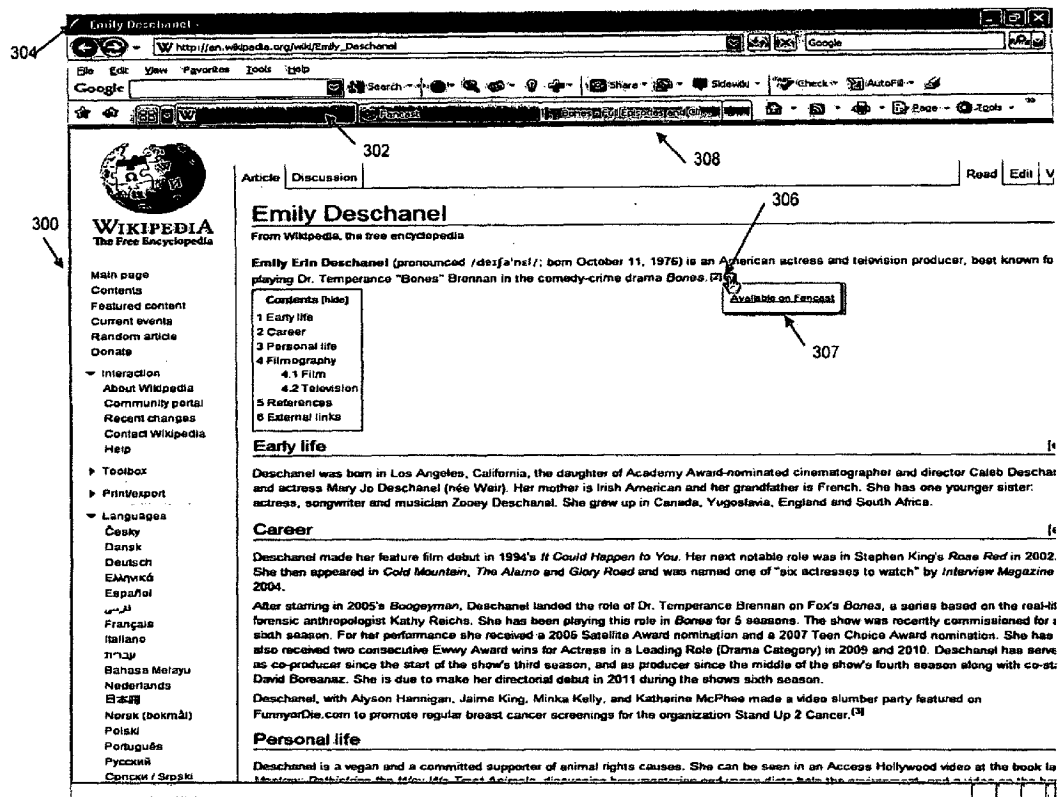 Emily Deschanel -
304
http://en.wikipedia.org/wiki/Emily_Deschanel
Google
File Edit View Favorites Tools Help
Google Search Share Sidewiki Check AutoFill
W Fancast Page Tools
302
308
WIKIPEDIA
The Free Encyclopedia
300
Main page
Contents
Featured content
Current events
Random article
Donate
Interaction
About Wikipedia
Community portal
Recent changes
Contact Wikipedia
Help
Toolbox
Print/export
Languages
Česky
Dansk
Deutsch
Ελληνικά
Español
فارسی
Français
Italiano
עברית
Bahasa Melayu
Nederlands
日本語
Norsk (bokmål)
Polski
Português
Русский
Српски / Srpski
Article Discussion
Read Edit V
306
Emily Deschanel
From Wikipedia, the free encyclopedia
Emily Erin Deschanel (pronounced /deɪʃəˈnɛl/; born October 11, 1976) is an American actress and television producer, best known fo
playing Dr. Temperance "Bones" Brennan in the comedy-crime drama Bones.[2]
Available on Fancast
307
Contents [hide]
1 Early life
2 Career
3 Personal life
4 Filmography
4.1 Film
4.2 Television
5 References
6 External links
Early life
Deschanel was born in Los Angeles, California, the daughter of Academy Award-nominated cinematographer and director Caleb Deschan
and actress Mary Jo Deschanel (née Weir). Her mother is Irish American and her grandfather is French. She has one younger sister:
actress, songwriter and musician Zooey Deschanel. She grew up in Canada, Yugoslavia, England and South Africa.
Career
Deschanel made her feature film debut in 1994's It Could Happen to You. Her next notable role was in Stephen King's Rose Red in 2002.
She then appeared in Cold Mountain, The Alamo and Glory Road and was named one of "six actresses to watch" by Interview Magazine
2004.
After starring in 2005's Boogeyman, Deschanel landed the role of Dr. Temperance Brennan on Fox's Bones, a series based on the real-lif
forensic anthropologist Kathy Reichs. She has been playing this role in Bones for 5 seasons. The show was recently commissioned for a
sixth season. For her performance she received a 2006 Satellite Award nomination and a 2007 Teen Choice Award nomination. She has
also received two consecutive Ewwy Award wins for Actress in a Leading Role (Drama Category) in 2009 and 2010. Deschanel has serve
as co-producer since the start of the show's third season, and as producer since the middle of the show's fourth season along with co-sta
David Boreanaz. She is due to make her directorial debut in 2011 during the shows sixth season.
Deschanel, with Alyson Hannigan, Jaime King, Minka Kelly, and Katharine McPhee made a video slumber party featured on
FunnyorDie.com to promote regular breast cancer screenings for the organization Stand Up 2 Cancer.[3]
Personal life
Deschanel is a vegan and a committed supporter of animal rights causes. She can be seen in an Access Hollywood video at the book la